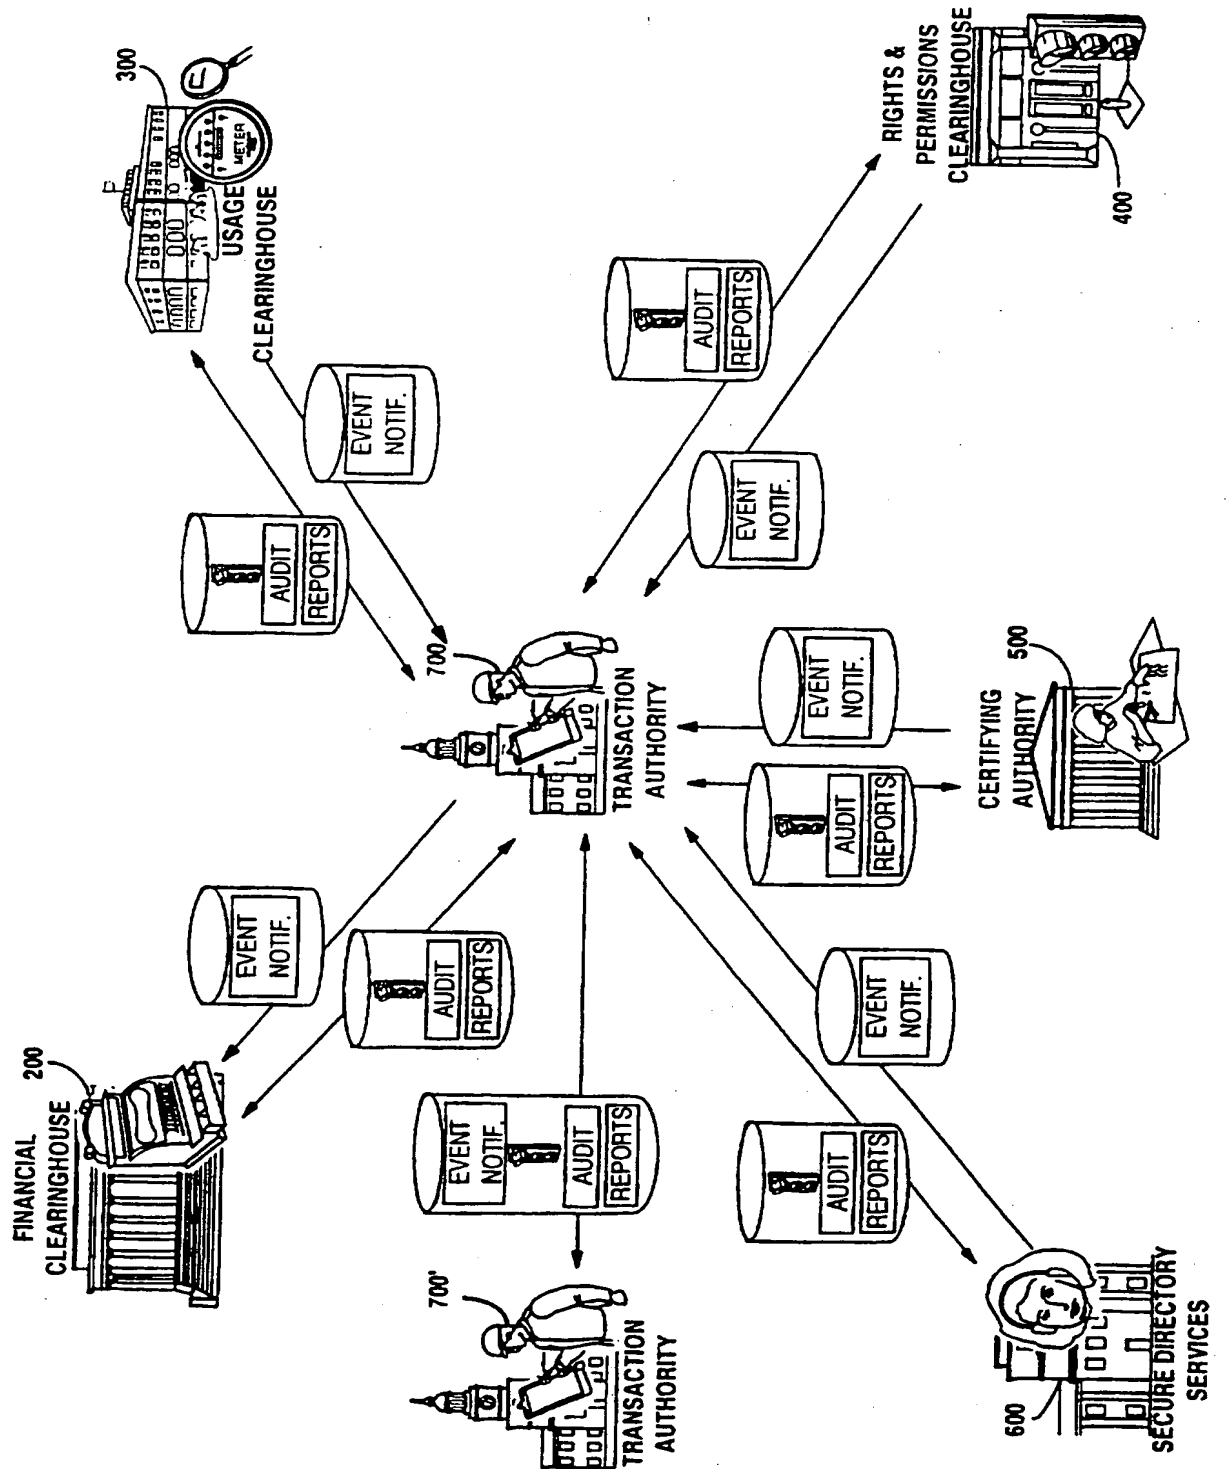 FINANCIAL
CLEARINGHOUSE
200
EVENT
NOTIF.
AUDIT
REPORTS
300
METER
USAGE
CLEARINGHOUSE
AUDIT
REPORTS
EVENT
NOTIF.
TRANSACTION
AUTHORITY
700'
EVENT
NOTIF.
AUDIT
REPORTS
700
TRANSACTION
AUTHORITY
AUDIT
REPORTS
EVENT
NOTIF.
RIGHTS &
PERMISSIONS
CLEARINGHOUSE
400
SECURE DIRECTORY
SERVICES
600
AUDIT
REPORTS
EVENT
NOTIF.
AUDIT
REPORTS
EVENT
NOTIF.
CERTIFYING
AUTHORITY
500